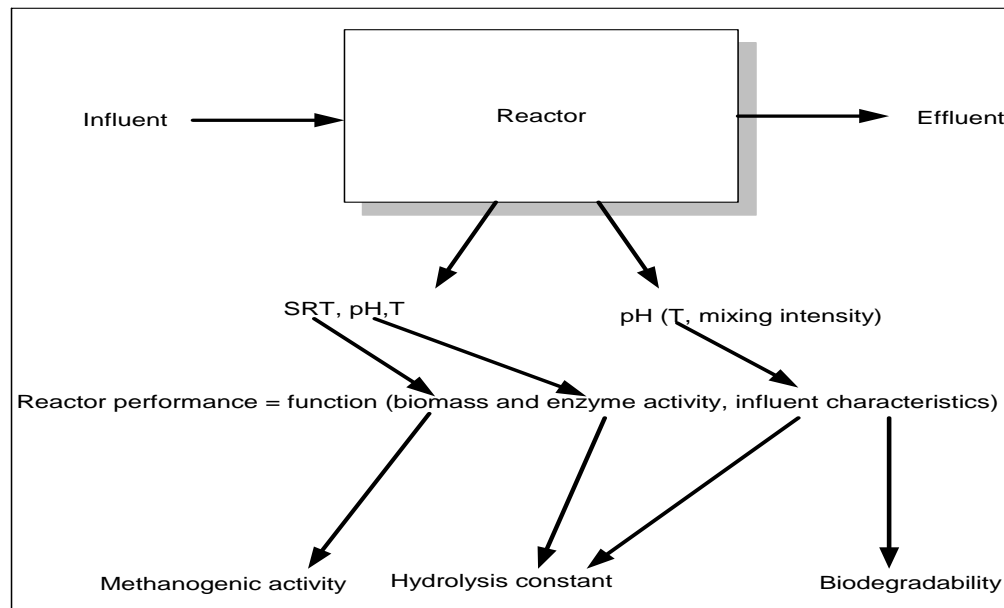 Reactor
Influent
Effluent
SRT, pH,T
pH (T, mixing intensity)
Reactor performance = function (biomass and enzyme activity, influent characteristics)
Methanogenic activity
Hydrolysis constant
Biodegradability